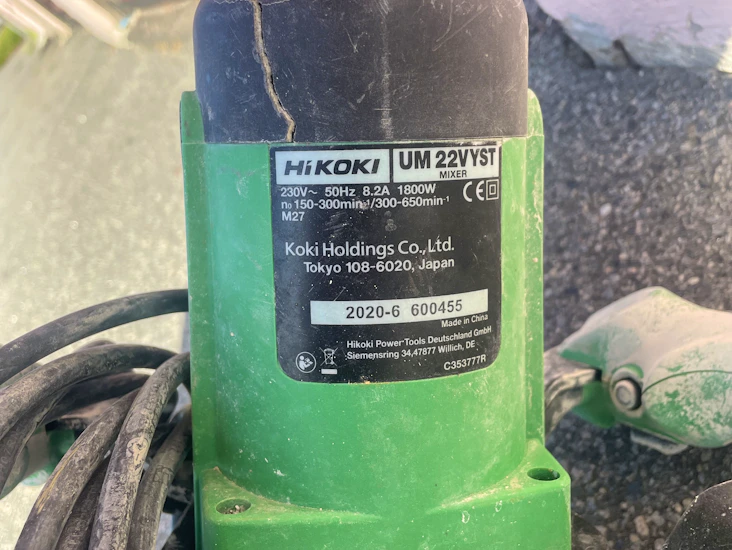 HiKOKI
UM 22VYST
MIXER
230V~ 50Hz 8.2A 1800W
n₀ 150-300min⁻¹/300-650min⁻¹
M27
CE
Koki Holdings Co.,Ltd.
Tokyo 108-6020, Japan
2020-6 600455
Made in China
Hikoki Power Tools Deutschland GmbH
Siemensring 34,47877 Willich, DE
C353777R